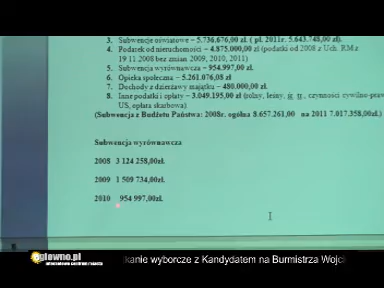 3. Subwencje oświatowe – 5.736.676,00 zł. ( pl. 2011r. 5.643.748,00 zł).
4. Podatek od nieruchomości – 4.875,000,00 zł (podatki od 2008 z Uch. RM z
19.11.2008 bez zmian 2009, 2010, 2011)
5. Subwencja wyrównawcza – 954.997,00 zł.
6. Opieka społeczna – 5.261,076,08 zł
7. Dochody z dzierżawy majątku – 480.000,00 zł.
8. Inne podatki i opłaty – 3.049.195,00 zł (rolny, leśny, czynności cywilno-praw
US, opłata skarbowa).
(Subwencja z Budżetu Państwa: 2008r. ogólna 8.657.261,00 na 2011 7.017.358,00zł.)
Subwencja wyrównawcza
2008 3 124 258,00zł.
2009 1 509 734,00zł.
2010 954 997,00zł.
eglowno.pl
internetowe centrum miasta
kanie wyborcze z Kandydatem na Burmistrza Wojci